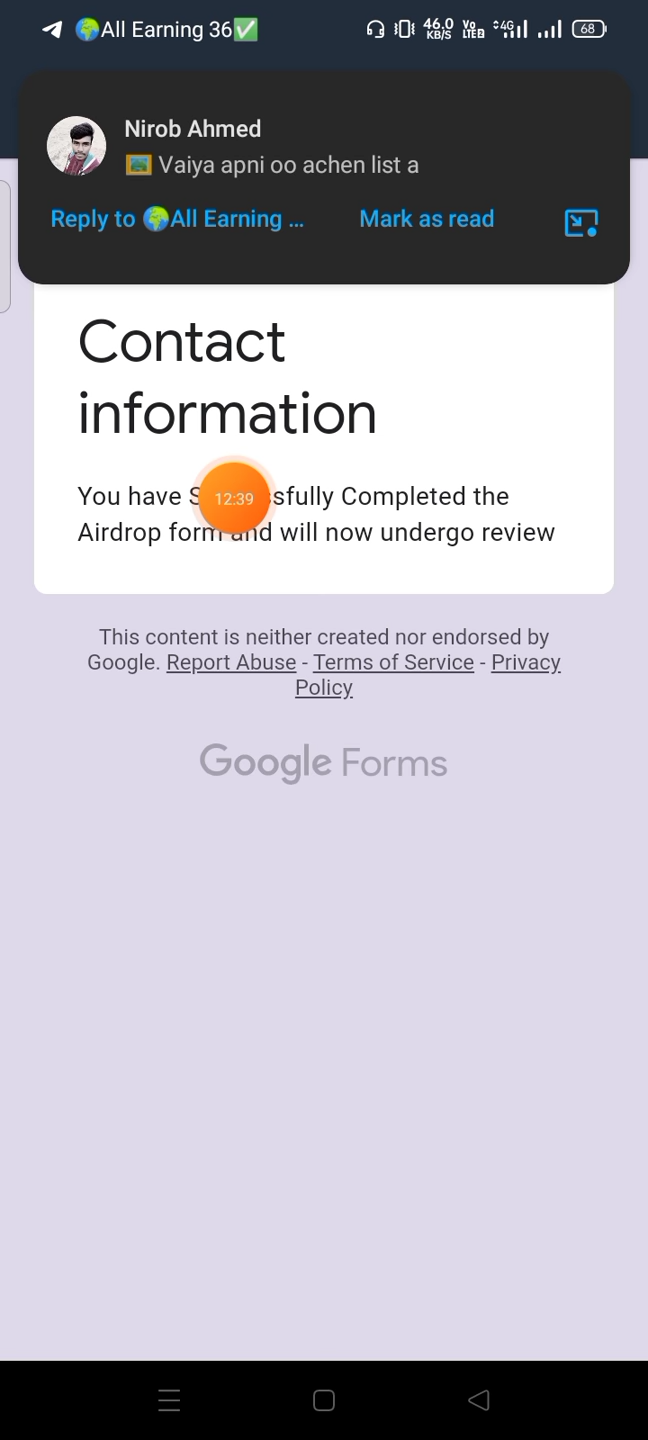 🌍All Earning 36✅ 46.0 KB/S Vo LTE2 4G 68
Nirob Ahmed
🖼️ Vaiya apni oo achen list a
Reply to 🌍All Earning ... Mark as read
Contact
information
12:39
You have S sfully Completed the
Airdrop form and will now undergo review
This content is neither created nor endorsed by
Google. Report Abuse - Terms of Service - Privacy
Policy
Google Forms